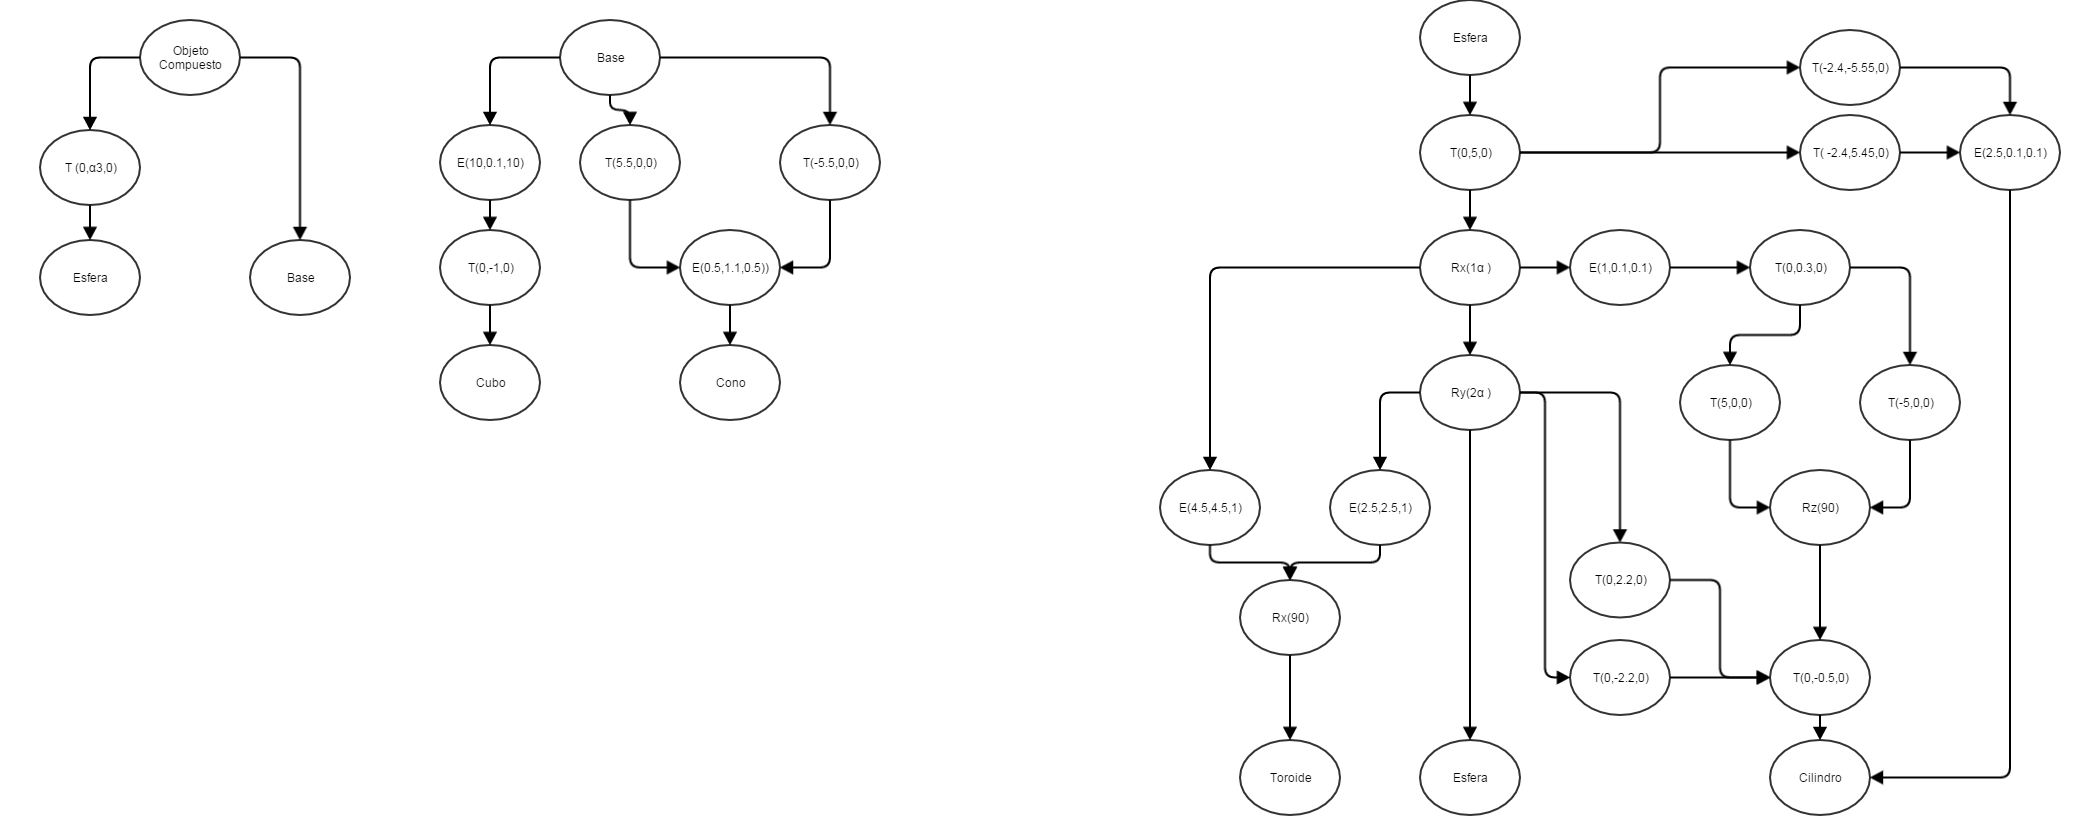 Objeto
Compuesto
T (0,α3,0)
Esfera
Base
Base
E(10,0.1,10)
T(5.5,0,0)
T(-5.5,0,0)
T(0,-1,0)
E(0.5,1.1,0.5))
Cubo
Cono
Esfera
T(0,5,0)
T(-2.4,-5.55,0)
T( -2.4,5.45,0)
E(2.5,0.1,0.1)
Rx(1α )
E(1,0.1,0.1)
T(0,0.3,0)
Ry(2α )
T(5,0,0)
T(-5,0,0)
E(4.5,4.5,1)
E(2.5,2.5,1)
Rz(90)
T(0,2.2,0)
Rx(90)
T(0,-2.2,0)
T(0,-0.5,0)
Toroide
Esfera
Cilindro